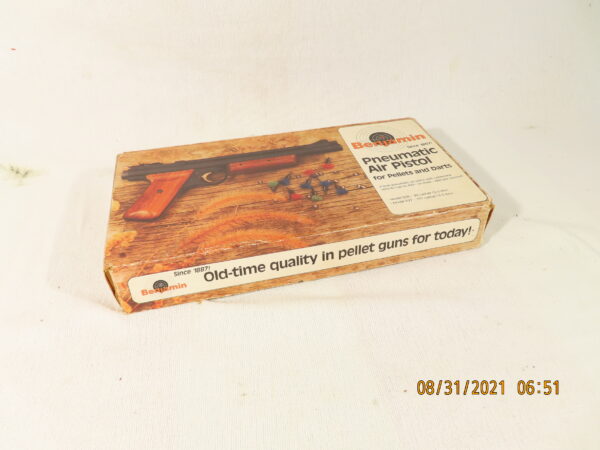 Benjamin
Since 1887!
Pneumatic
Air Pistol
for Pellets and Darts
Since 1887!
Benjamin
Old-time quality in pellet guns for today!
08/31/2021 06:51